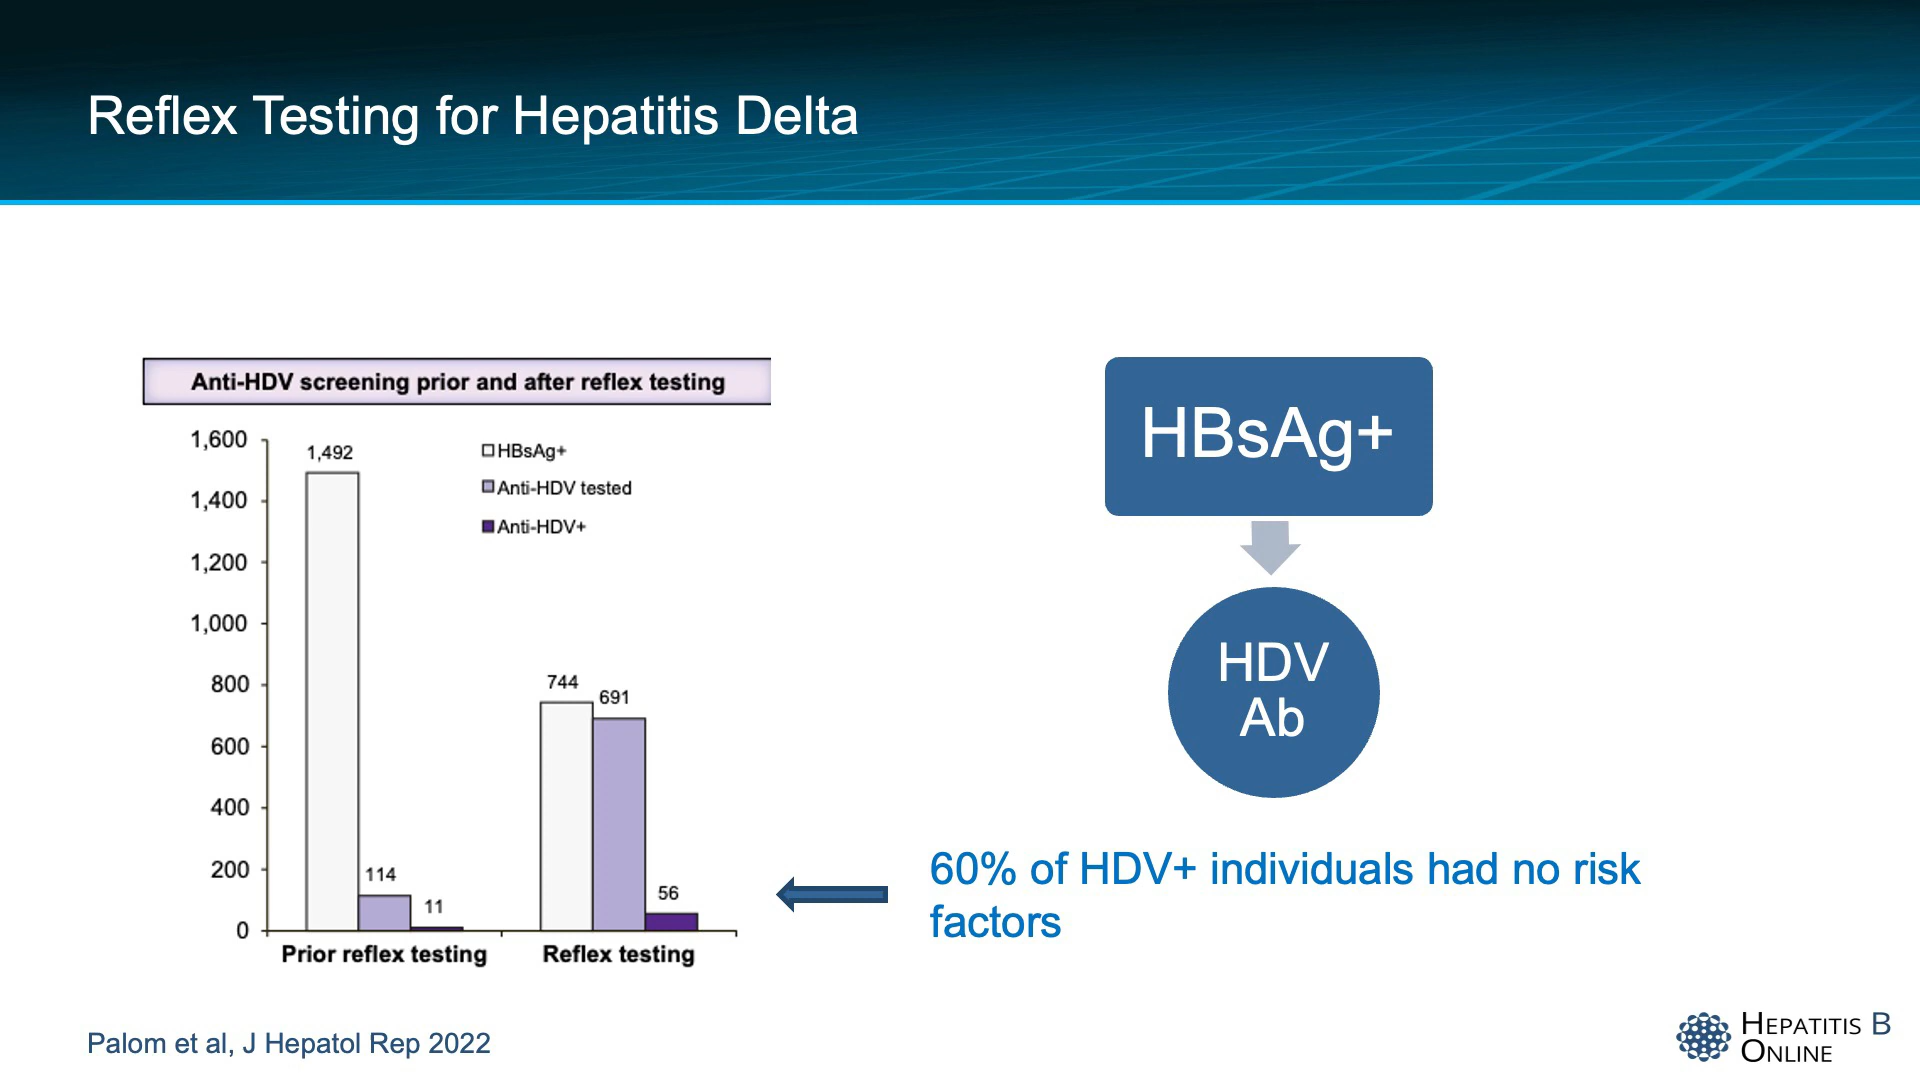 Reflex Testing for Hepatitis Delta
Anti-HDV screening prior and after reflex testing
1,600
1,400
1,200
1,000
800
600
400
200
0
1,492
114
11
744
691
56
HBsAg+
Anti-HDV tested
Anti-HDV+
Prior reflex testing
Reflex testing
HBsAg+
HDV
Ab
60% of HDV+ individuals had no risk
factors
Palom et al, J Hepatol Rep 2022
HEPATITIS B
ONLINE